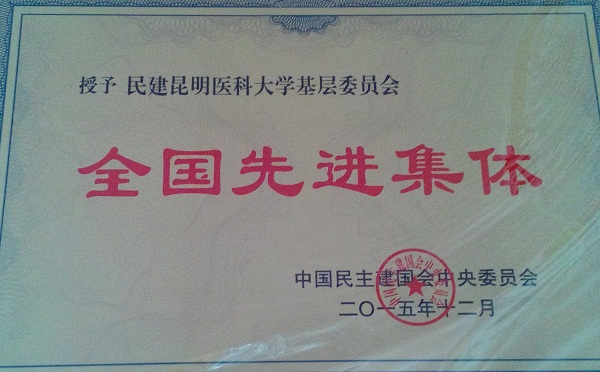 授予 民建昆明医科大学基层委员会
全国先进集体
中国民主建国会中央委员会
二〇一五年十二月